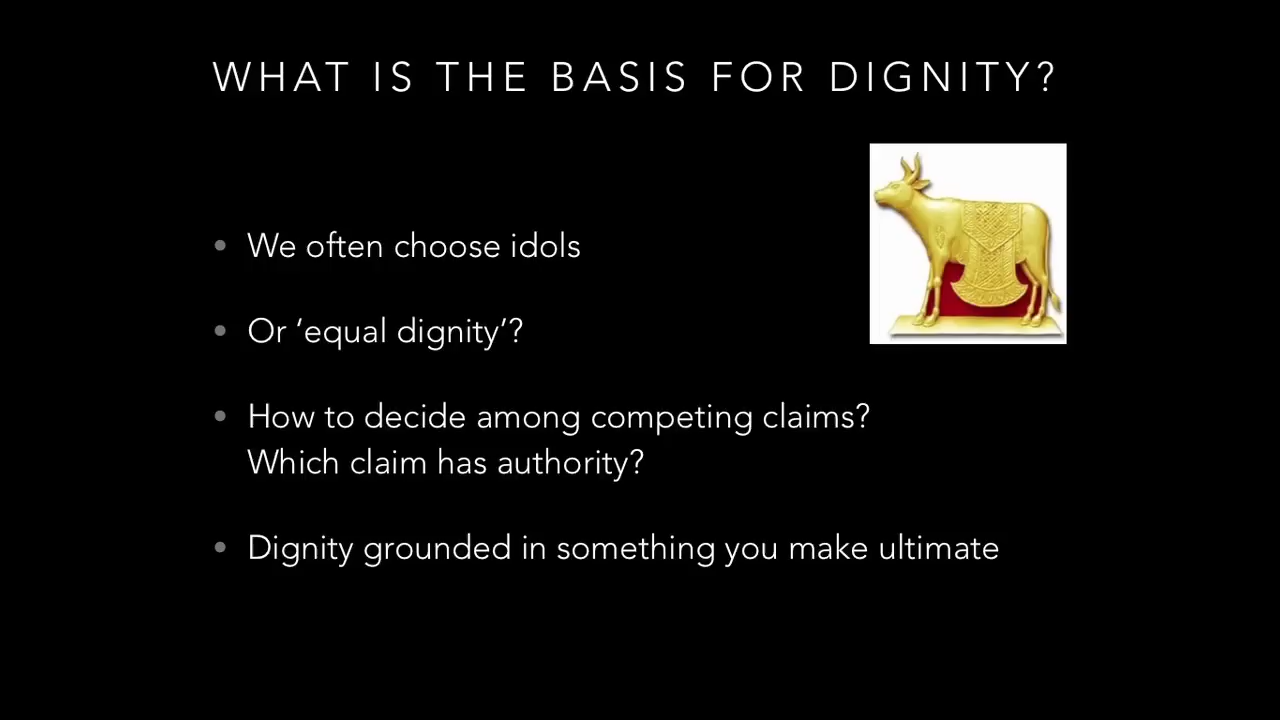 WHAT IS THE BASIS FOR DIGNITY?
• We often choose idols
• Or ‘equal dignity’?
• How to decide among competing claims?
Which claim has authority?
• Dignity grounded in something you make ultimate